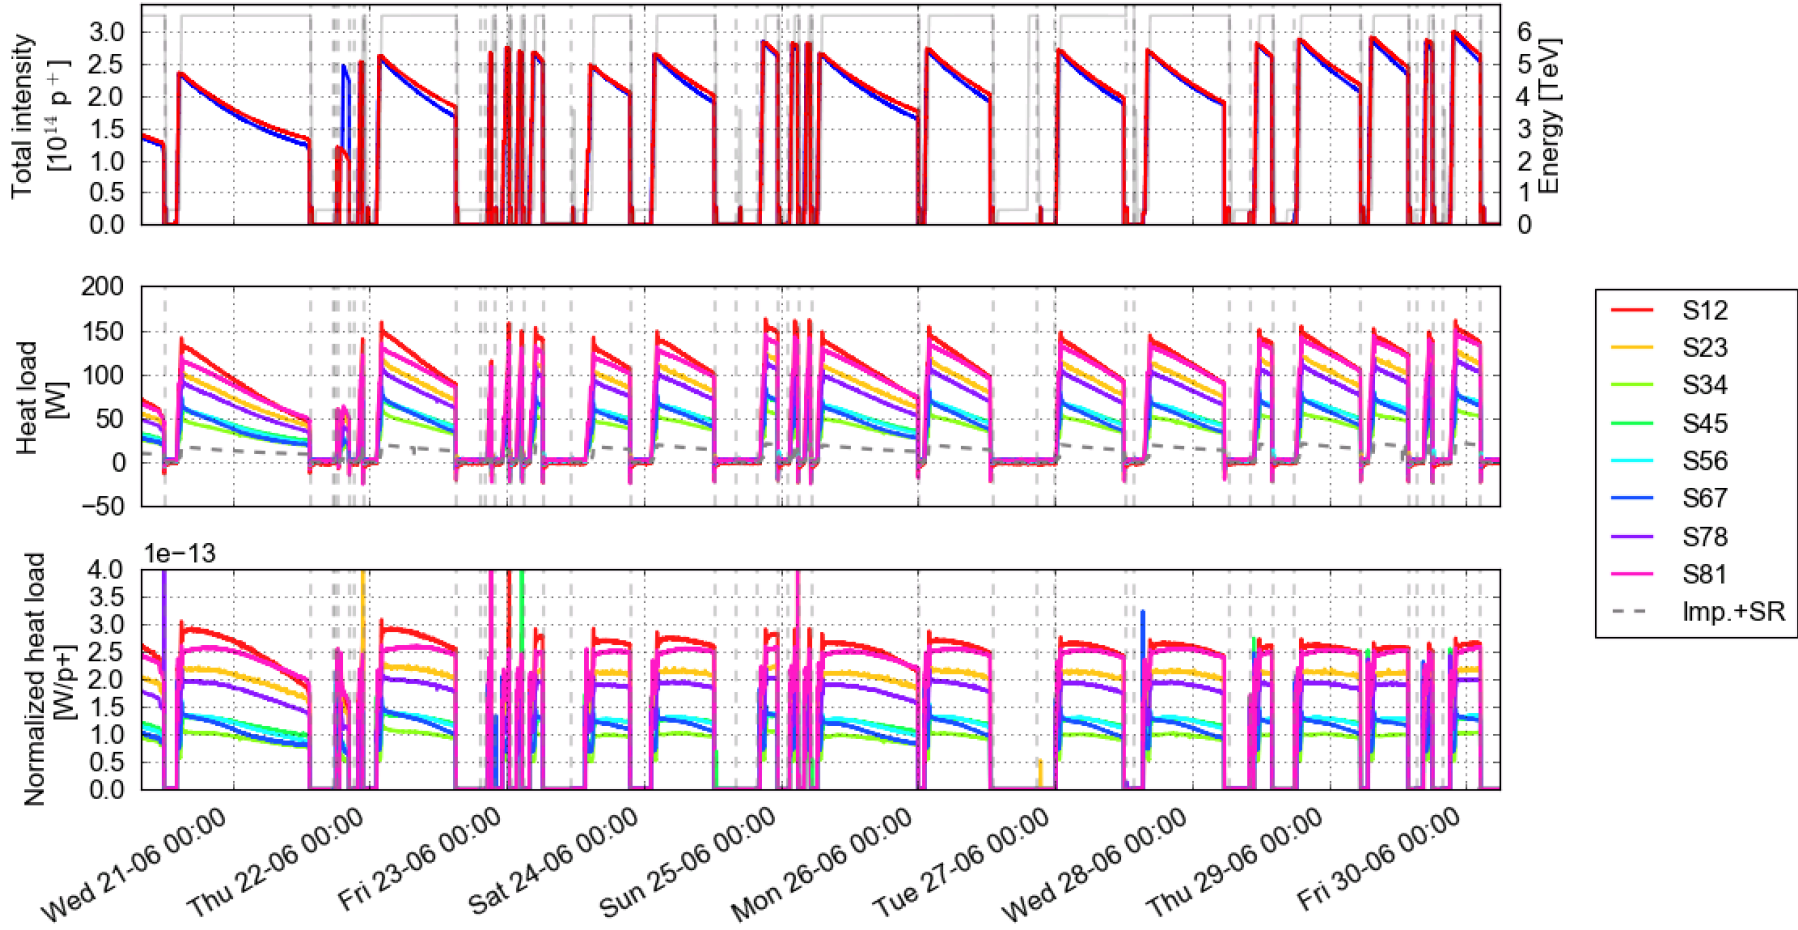 Total intensity
[10¹⁴ p⁺]
3.0
2.5
2.0
1.5
1.0
0.5
0.0
6
5
4
3
2
1
0
Energy [TeV]
Heat load
[W]
200
150
100
50
0
−50
Normalized heat load
[W/p+]
1e−13
4.0
3.5
3.0
2.5
2.0
1.5
1.0
0.5
0.0
Wed 21-06 00:00
Thu 22-06 00:00
Fri 23-06 00:00
Sat 24-06 00:00
Sun 25-06 00:00
Mon 26-06 00:00
Tue 27-06 00:00
Wed 28-06 00:00
Thu 29-06 00:00
Fri 30-06 00:00
S12
S23
S34
S45
S56
S67
S78
S81
Imp.+SR